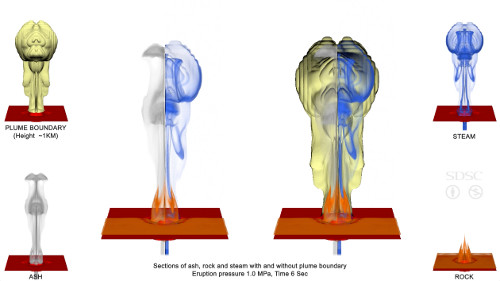 PLUME BOUNDARY
(Height ~1KM)
STEAM
SDSC
ASH
ROCK
Sections of ash, rock and steam with and without plume boundary
Eruption pressure 1.0 MPa, Time 6 Sec